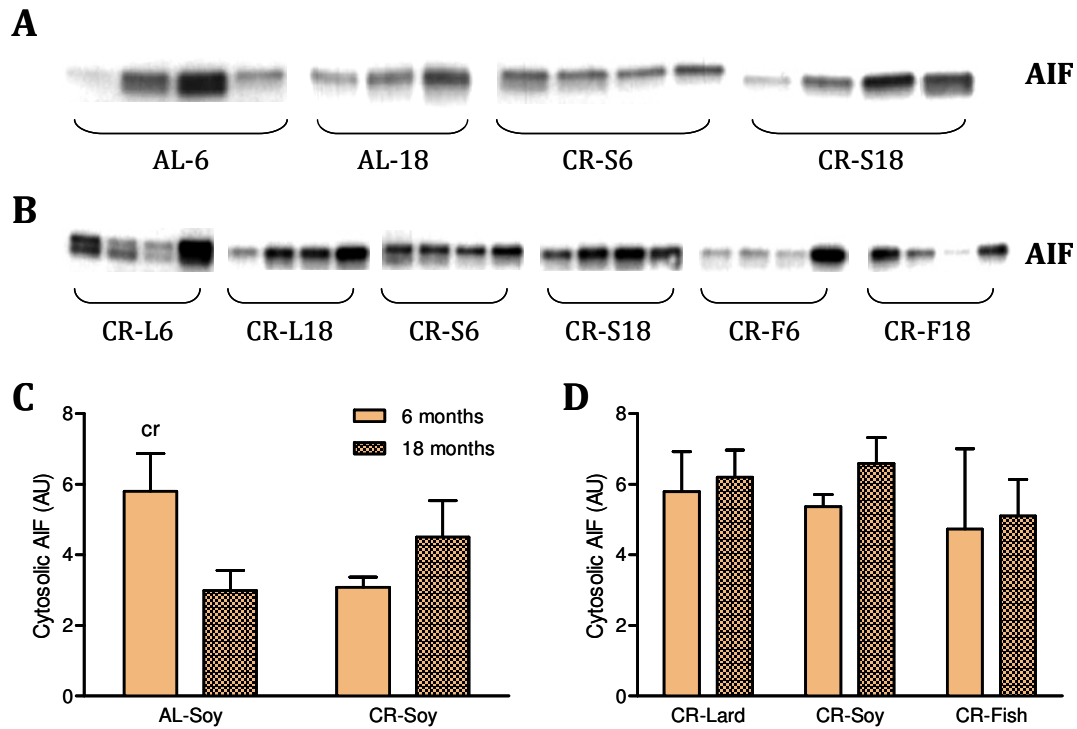 A
AIF
AL-6 AL-18 CR-S6 CR-S18
B
AIF
CR-L6 CR-L18 CR-S6 CR-S18 CR-F6 CR-F18
C
8
6
4
2
0
Cytosolic AIF (AU)
cr
6 months
18 months
AL-Soy CR-Soy
D
8
6
4
2
0
Cytosolic AIF (AU)
CR-Lard CR-Soy CR-Fish